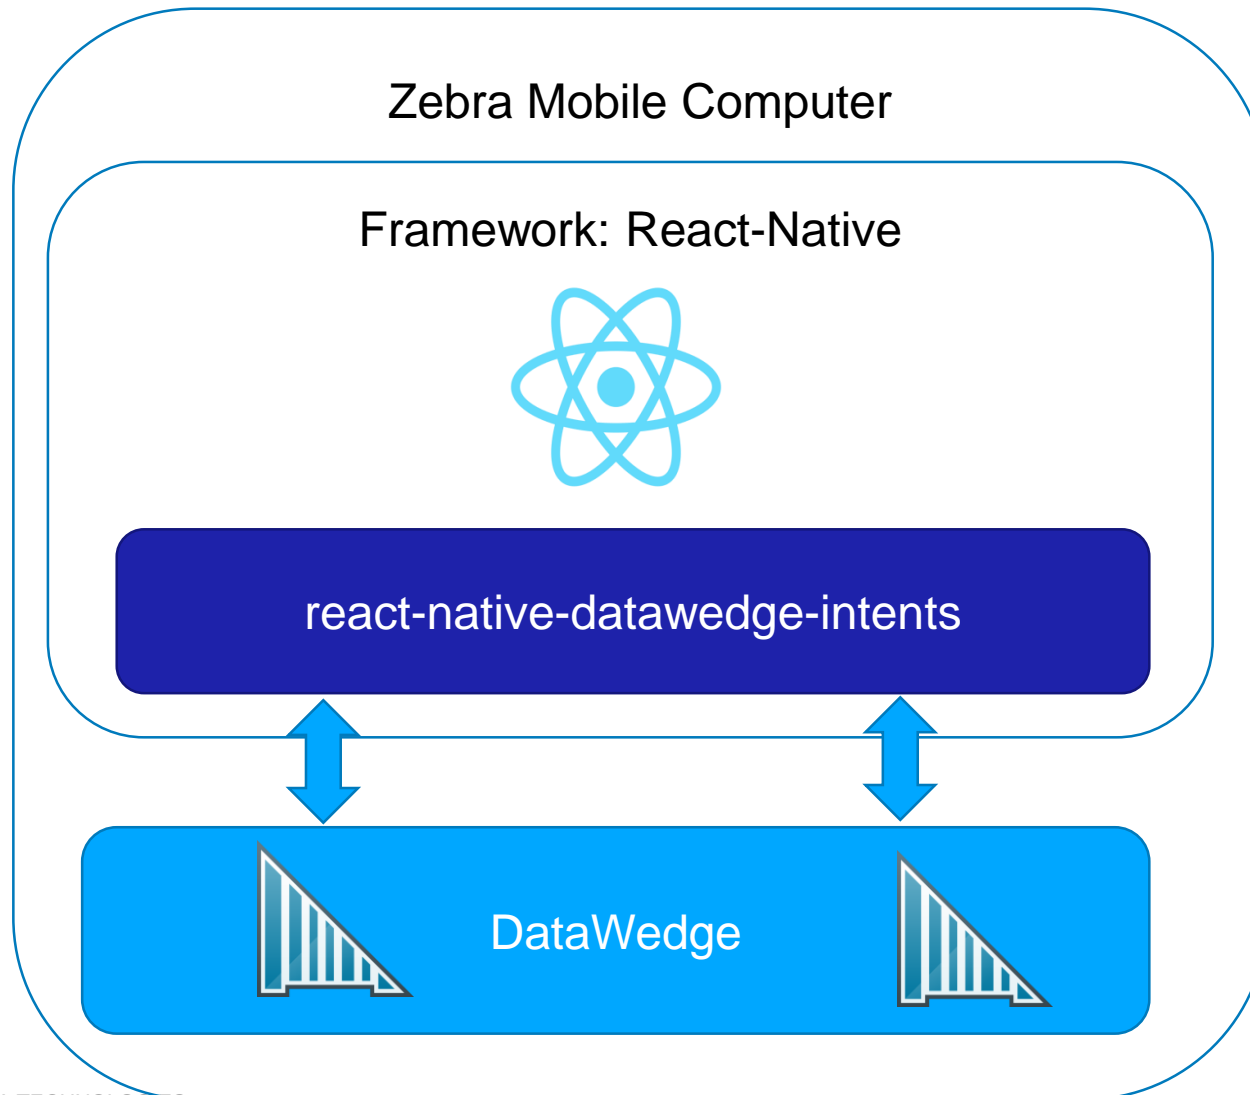 Zebra Mobile Computer
Framework: React-Native
react-native-datawedge-intents
DataWedge